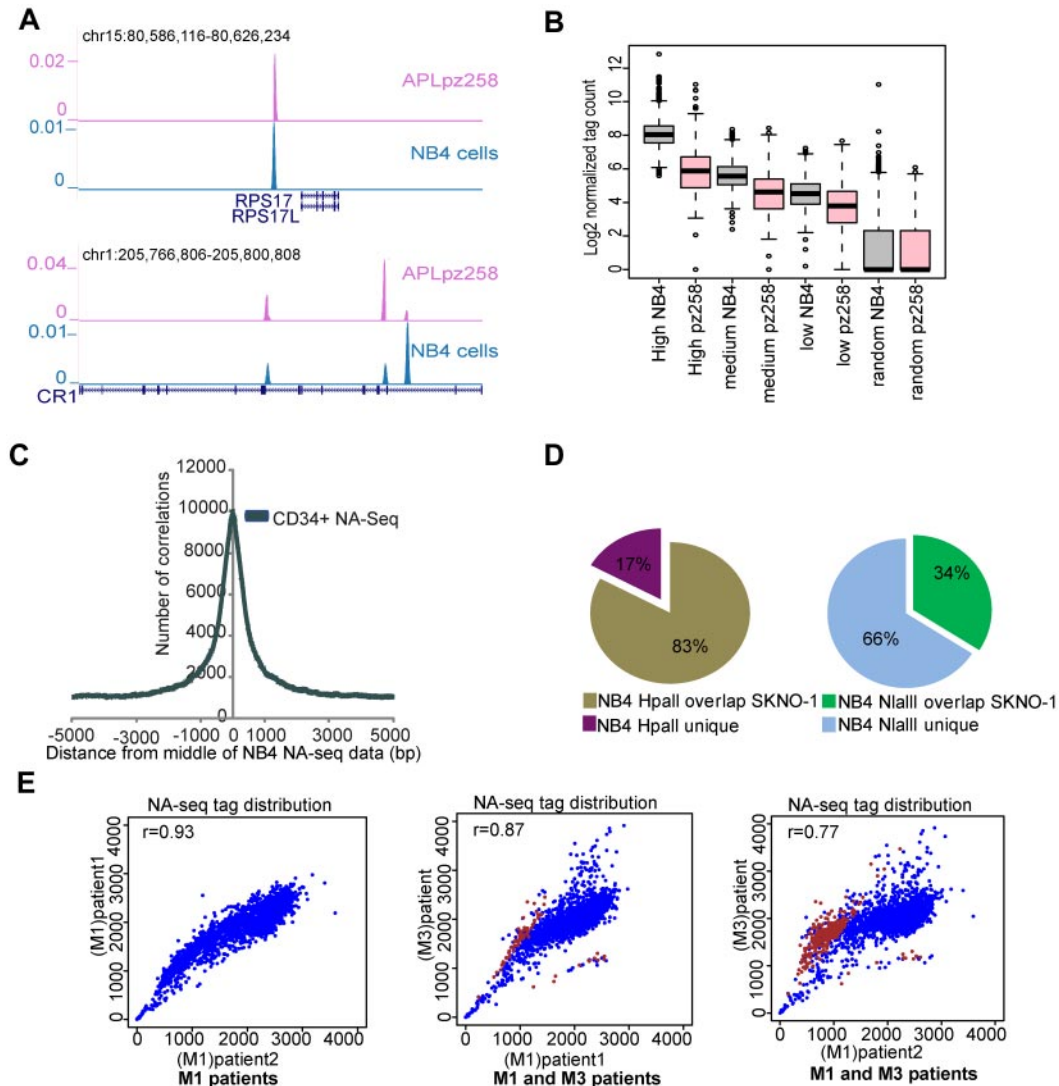 A
chr15:80,586,116-80,626,234
0.02
APLpz258
0
0.01
NB4 cells
0
RPS17
RPS17L
chr1:205,766,806-205,800,808
0.04
APLpz258
0
0.01
NB4 cells
0
CR1
B
Log2 normalized tag count
12
8
6
4
2
0
High NB4
High pz258
medium NB4
medium pz258
low NB4
low pz258
random NB4
random pz258
C
Number of correlations
12000
10000
8000
6000
4000
2000
0
CD34+ NA-Seq
-5000 -3000 -1000 1000 3000 5000
Distance from middle of NB4 NA-seq data (bp)
D
17%
83%
34%
66%
NB4 HpaII overlap SKNO-1
NB4 HpaII unique
NB4 NlaIII overlap SKNO-1
NB4 NlaIII unique
E
NA-seq tag distribution
r=0.93
(M1)patient1
0 1000 2000 3000 4000
0 1000 2000 3000 4000
(M1)patient2
M1 patients
NA-seq tag distribution
r=0.87
(M3)patient
0 1000 2000 3000 4000
0 1000 2000 3000 4000
(M1)patient1
M1 and M3 patients
NA-seq tag distribution
r=0.77
(M3)patient
0 1000 2000 3000 4000
0 1000 2000 3000 4000
(M1)patient2
M1 and M3 patients